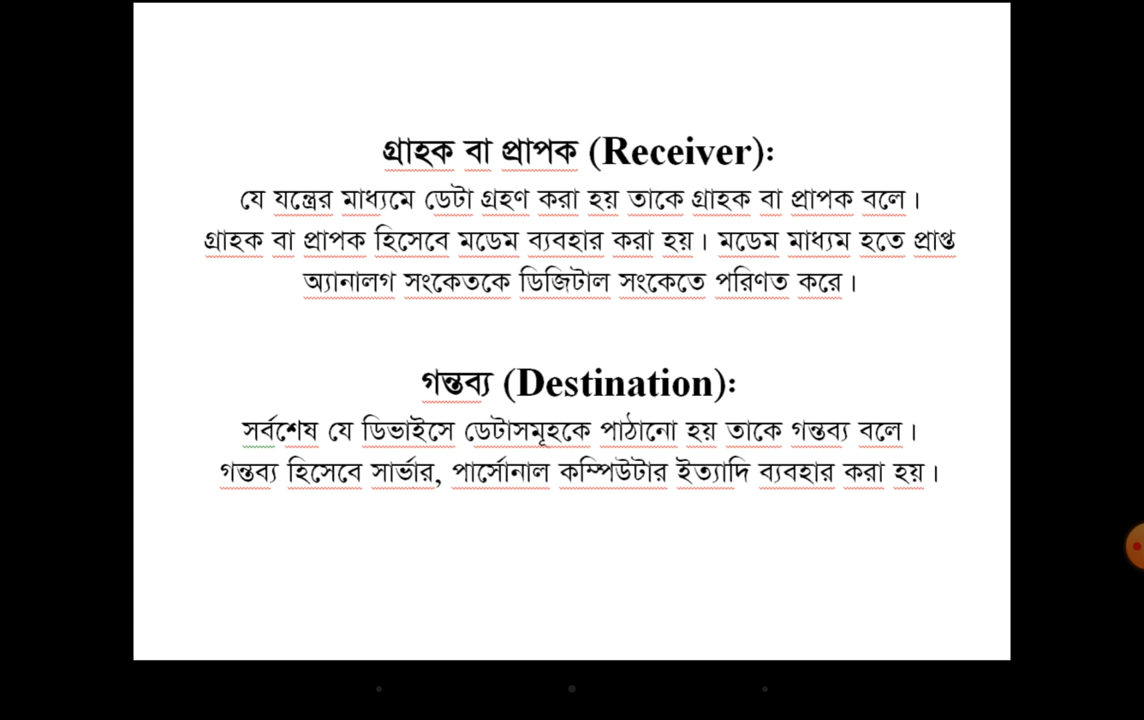 গ্রাহক বা প্রাপক (Receiver):
যে যন্ত্রের মাধ্যমে ডেটা গ্রহণ করা হয় তাকে গ্রাহক বা প্রাপক বলে।
গ্রাহক বা প্রাপক হিসেবে মডেম ব্যবহার করা হয়। মডেম মাধ্যম হতে প্রাপ্ত
অ্যানালগ সংকেতকে ডিজিটাল সংকেতে পরিণত করে।
গন্তব্য (Destination):
সর্বশেষ যে ডিভাইসে ডেটাসমূহকে পাঠানো হয় তাকে গন্তব্য বলে।
গন্তব্য হিসেবে সার্ভার, পার্সোনাল কম্পিউটার ইত্যাদি ব্যবহার করা হয়।